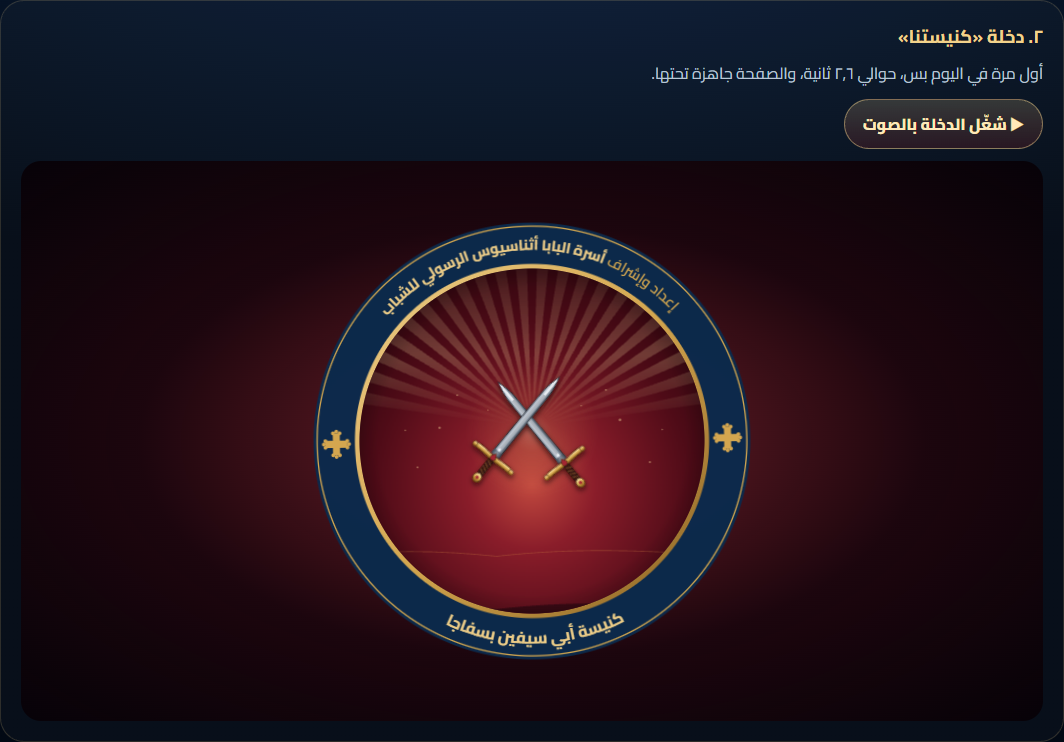 ٢. دخلة «كنيستنا»
أول مرة في اليوم بس، حوالي ٢,٦ ثانية، والصفحة جاهزة تحتها.
▶ شغّل الدخلة بالصوت
إعداد وإشراف أسرة البابا أثناسيوس الرسولي للشباب
كنيسة أبي سيفين بسفاجا